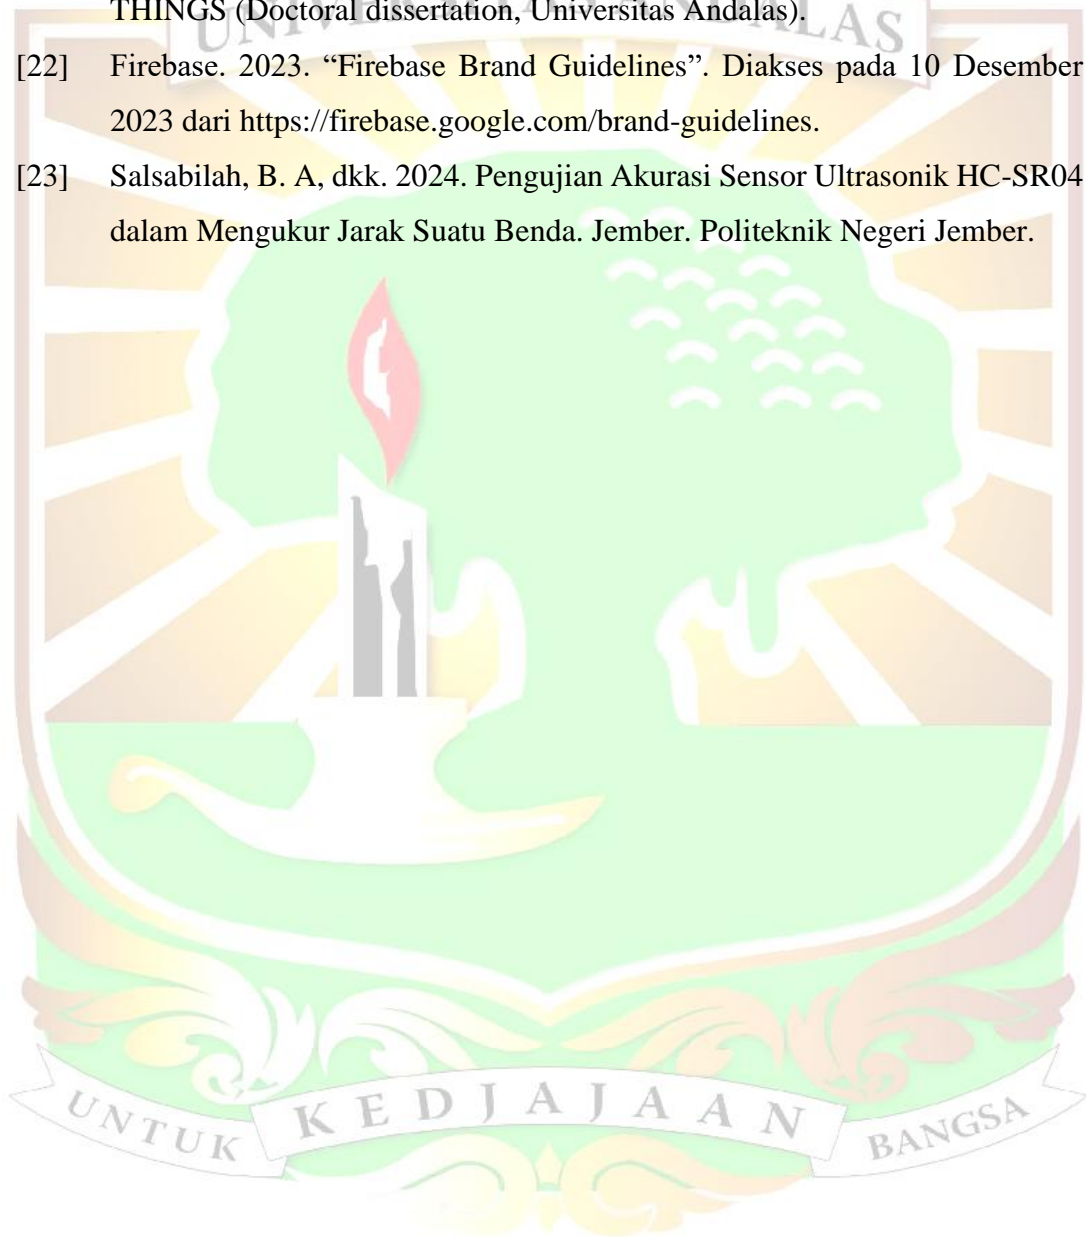 THINGS (Doctoral dissertation, Universitas Andalas).
UNIVERSITAS ANDALAS
[22] Firebase. 2023. “Firebase Brand Guidelines”. Diakses pada 10 Desember
2023 dari https://firebase.google.com/brand-guidelines.
[23] Salsabilah, B. A, dkk. 2024. Pengujian Akurasi Sensor Ultrasonik HC-SR04
dalam Mengukur Jarak Suatu Benda. Jember. Politeknik Negeri Jember.
UNTUK KEDJAJAAN BANGSA